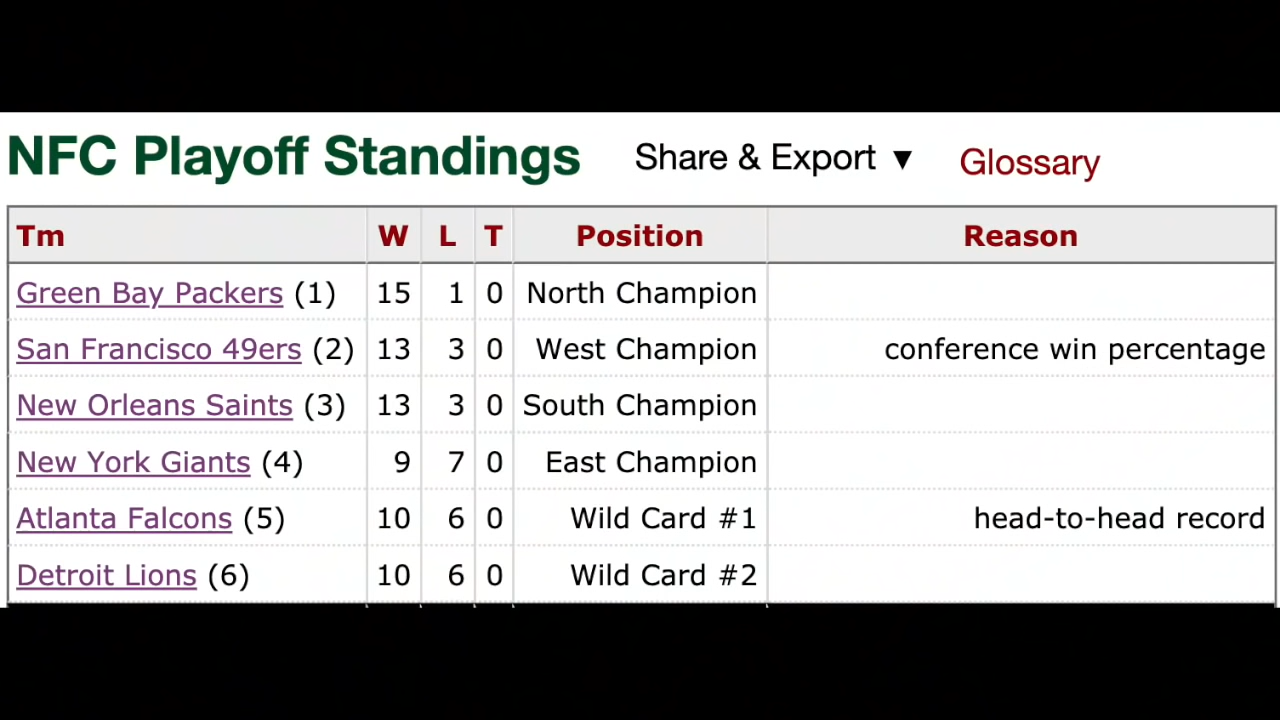 NFC Playoff Standings Share & Export ▼ Glossary
Tm W L T Position Reason
Green Bay Packers (1) 15 1 0 North Champion
San Francisco 49ers (2) 13 3 0 West Champion conference win percentage
New Orleans Saints (3) 13 3 0 South Champion
New York Giants (4) 9 7 0 East Champion
Atlanta Falcons (5) 10 6 0 Wild Card #1 head-to-head record
Detroit Lions (6) 10 6 0 Wild Card #2